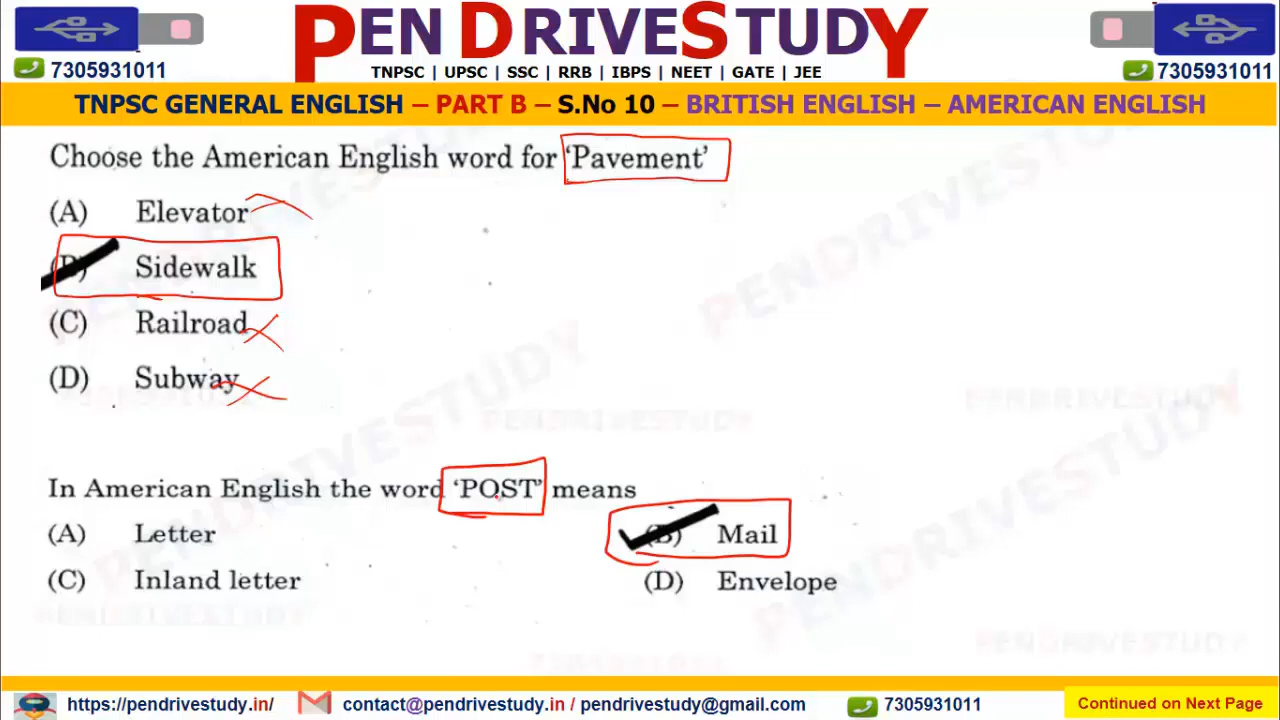 PENDRIVESTUDY
7305931011
TNPSC | UPSC | SSC | RRB | IBPS | NEET | GATE | JEE
7305931011
TNPSC GENERAL ENGLISH – PART B – S.No 10 – BRITISH ENGLISH – AMERICAN ENGLISH
Choose the American English word for 'Pavement'
(A) Elevator
(B) Sidewalk
(C) Railroad
(D) Subway
In American English the word 'POST' means
(A) Letter (B) Mail
(C) Inland letter (D) Envelope
https://pendrivestudy.in/ contact@pendrivestudy.in / pendrivestudy@gmail.com 7305931011 Continued on Next Page